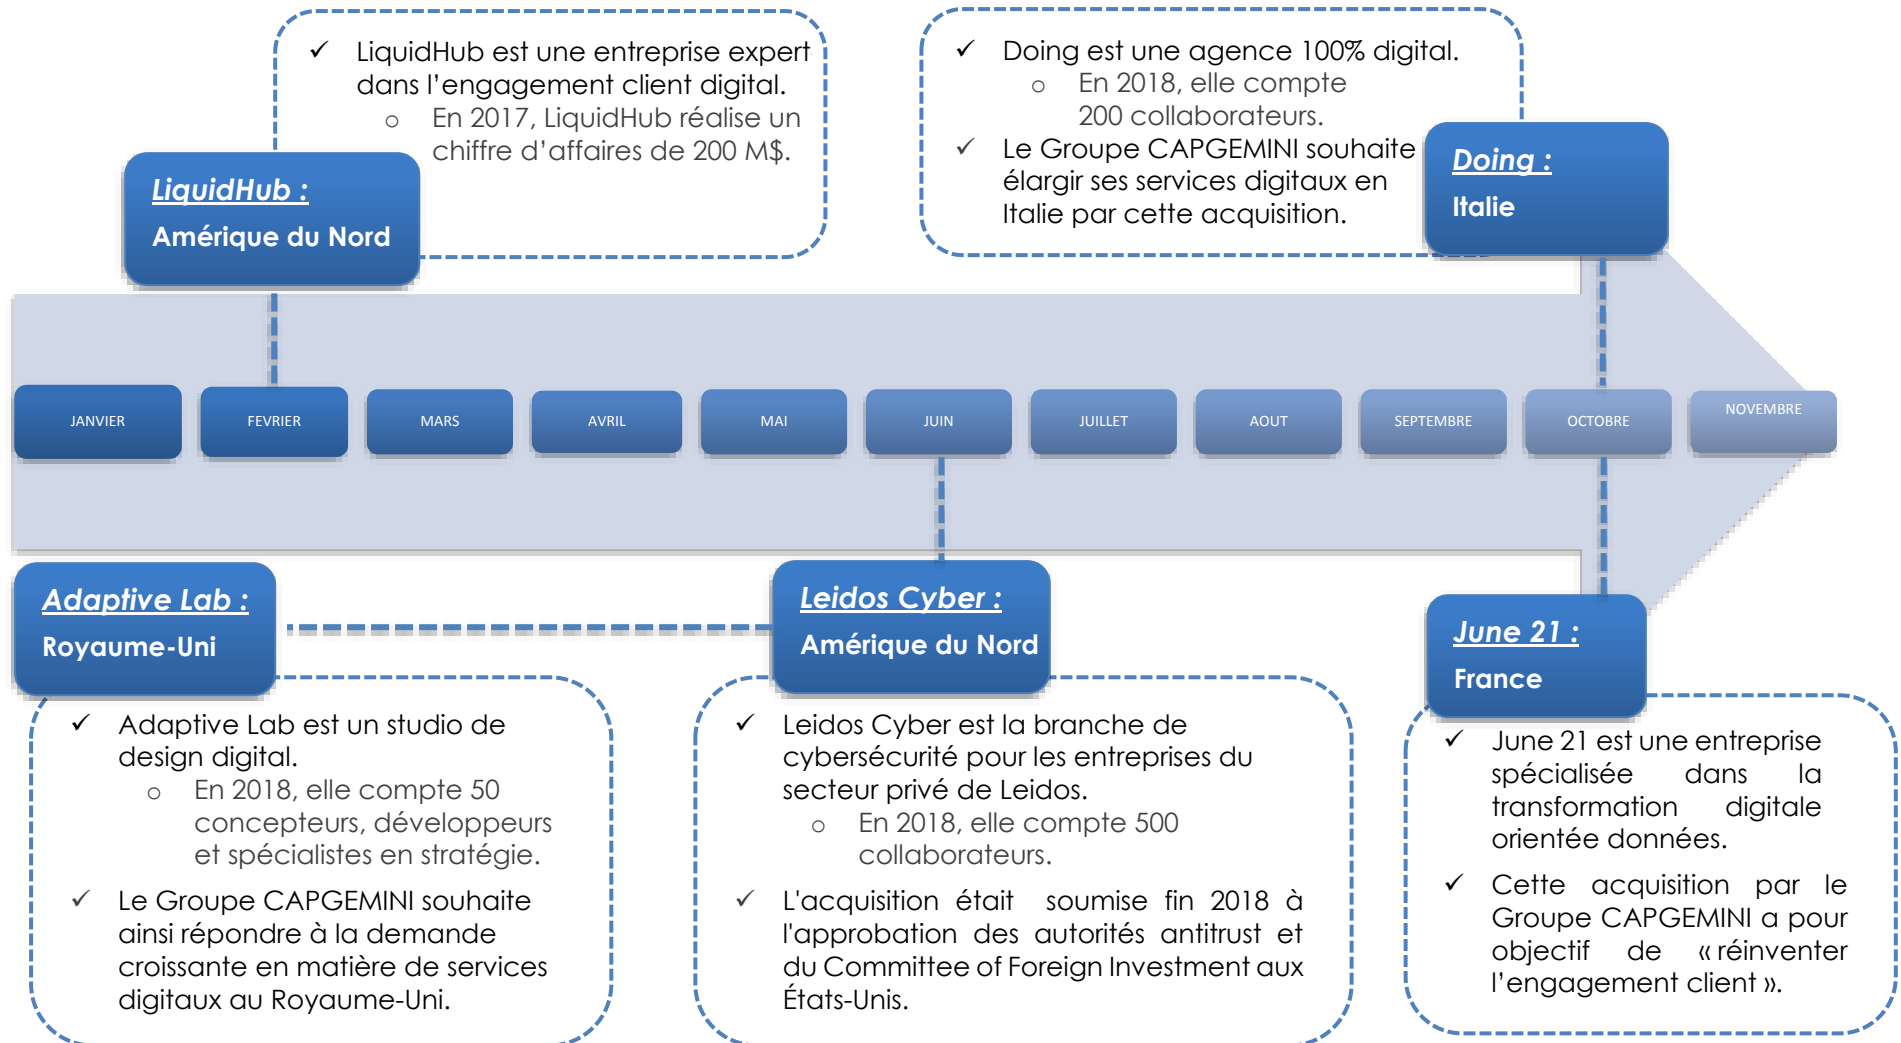 ✓ LiquidHub est une entreprise expert
dans l’engagement client digital.
o En 2017, LiquidHub réalise un
chiffre d’affaires de 200 M$.
LiquidHub :
Amérique du Nord
✓ Doing est une agence 100% digital.
o En 2018, elle compte
200 collaborateurs.
✓ Le Groupe CAPGEMINI souhaite
élargir ses services digitaux en
Italie par cette acquisition.
Doing :
Italie
JANVIER
FEVRIER
MARS
AVRIL
MAI
JUIN
JUILLET
AOUT
SEPTEMBRE
OCTOBRE
NOVEMBRE
Adaptive Lab :
Royaume-Uni
✓ Adaptive Lab est un studio de
design digital.
o En 2018, elle compte 50
concepteurs, développeurs
et spécialistes en stratégie.
✓ Le Groupe CAPGEMINI souhaite
ainsi répondre à la demande
croissante en matière de services
digitaux au Royaume-Uni.
Leidos Cyber :
Amérique du Nord
✓ Leidos Cyber est la branche de
cybersécurité pour les entreprises du
secteur privé de Leidos.
o En 2018, elle compte 500
collaborateurs.
✓ L'acquisition était soumise fin 2018 à
l'approbation des autorités antitrust et
du Committee of Foreign Investment aux
États-Unis.
June 21 :
France
✓ June 21 est une entreprise
spécialisée dans la
transformation digitale
orientée données.
✓ Cette acquisition par le
Groupe CAPGEMINI a pour
objectif de « réinventer
l’engagement client ».